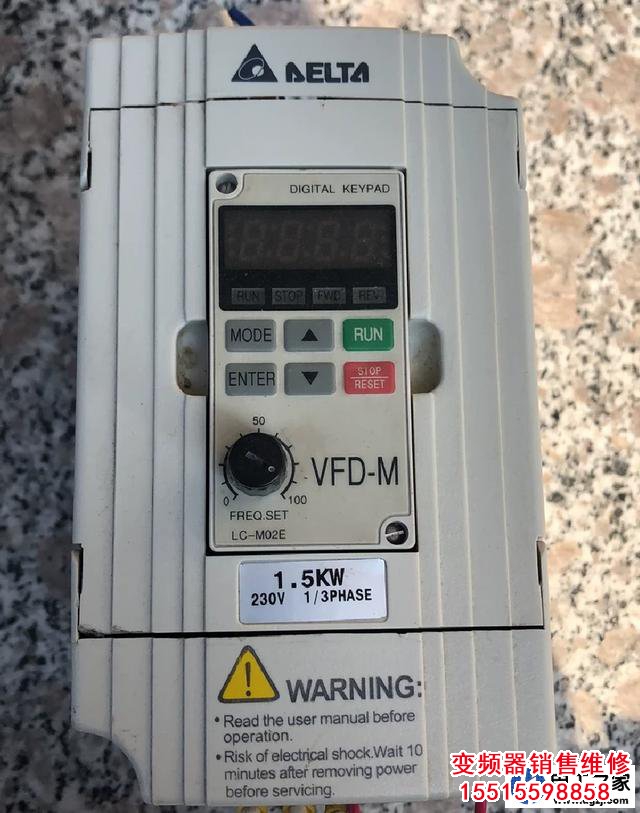 DELTA
DIGITAL KEYPAD
RUN STOP FWD REV
MODE ▲ RUN
ENTER ▼ STOP
RESET
50
0 100
VFD-M
FREQ.SET
LC-M02E
1.5KW
230V 1/3PHASE
WARNING:
•Read the user manual before
operation.
•Risk of electrical shock.Wait 10
minutes after removing power
before servicing.
变频器销售维修
15515598858